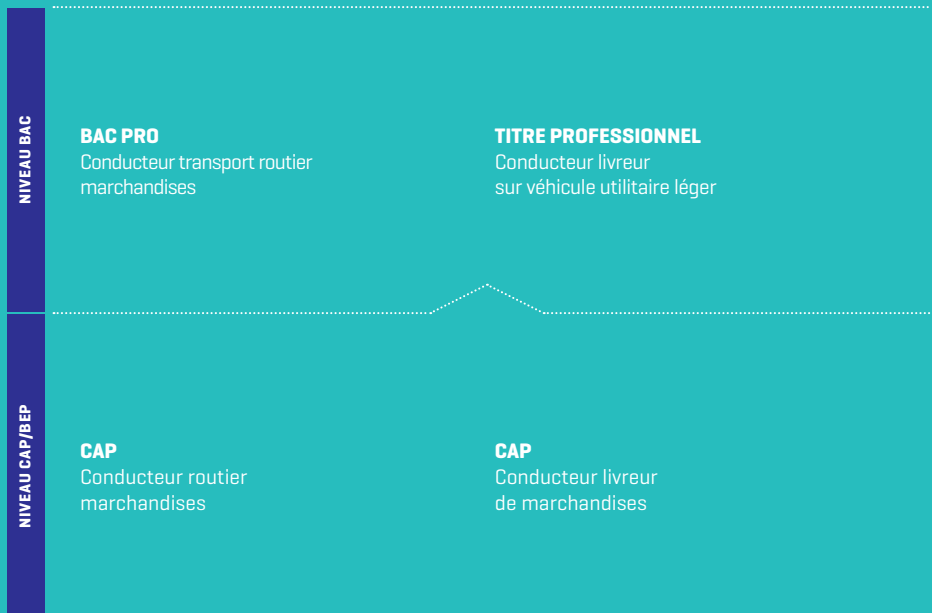 NIVEAU BAC
BAC PRO
Conducteur transport routier
marchandises
TITRE PROFESSIONNEL
Conducteur livreur
sur véhicule utilitaire léger
NIVEAU CAP/BEP
CAP
Conducteur routier
marchandises
CAP
Conducteur livreur
de marchandises